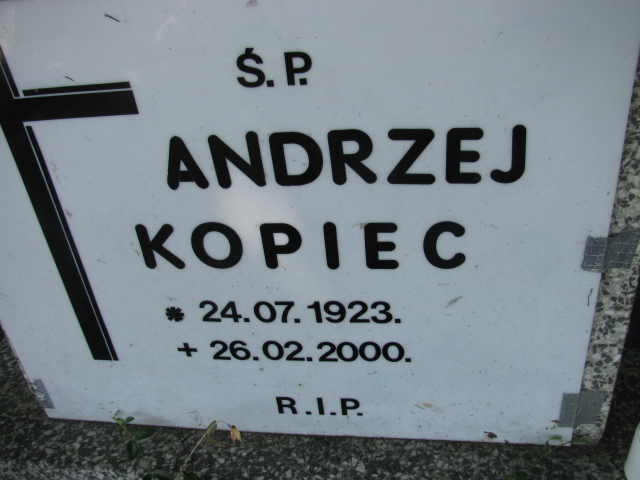 Ś.P.
ANDRZEJ
KOPIEC
* 24.07.1923.
+ 26.02.2000.
R.I.P.